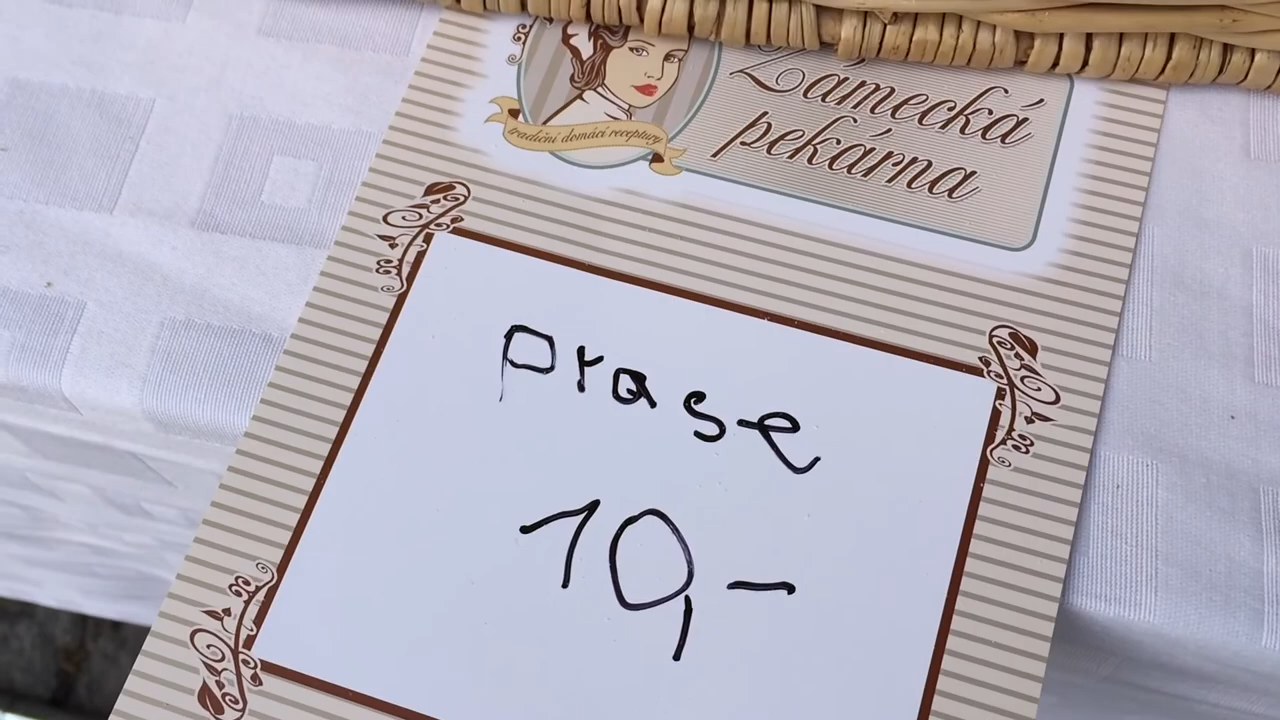 tradiční domácí receptury
Zámecká
pekárna
prase
10,-